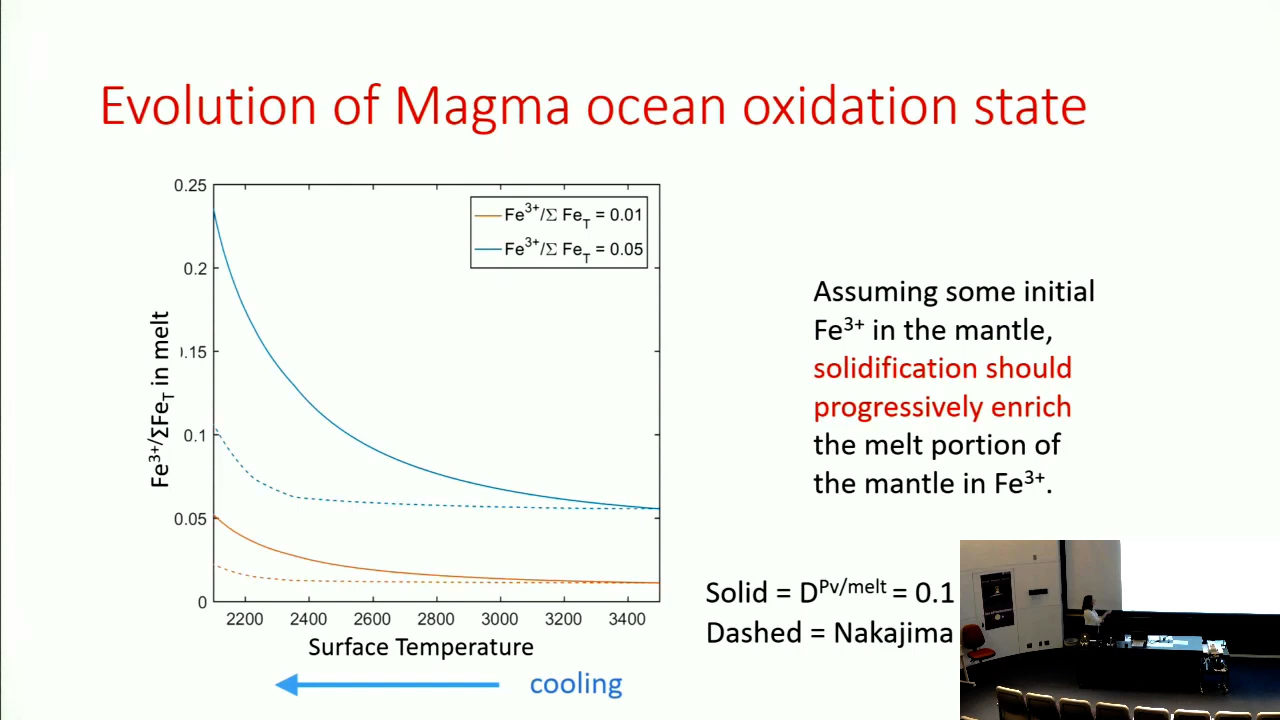 Evolution of Magma ocean oxidation state
0.25
0.2
).15
0.1
0.05
0
Fe³⁺/ΣFe_T in melt
Fe³⁺/Σ Fe_T = 0.01
Fe³⁺/Σ Fe_T = 0.05
2200 2400 2600 2800 3000 3200 3400
Surface Temperature
cooling
Assuming some initial
Fe³⁺ in the mantle,
solidification should
progressively enrich
the melt portion of
the mantle in Fe³⁺.
Solid = D^Pv/melt = 0.1
Dashed = Nakajima